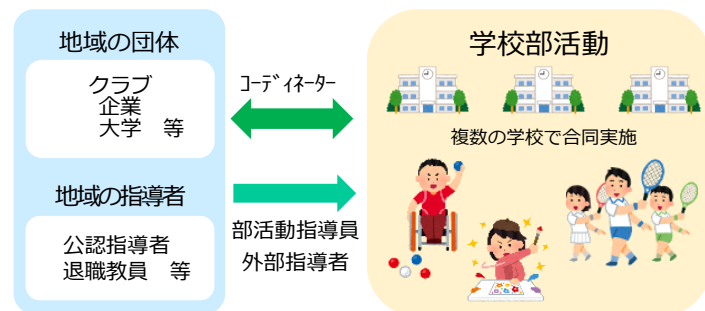 地域の団体
クラブ
企業
大学　等
地域の指導者
公認指導者
退職教員　等
ｺｰﾃﾞｨﾈｰﾀｰ
部活動指導員
外部指導者
学校部活動
複数の学校で合同実施